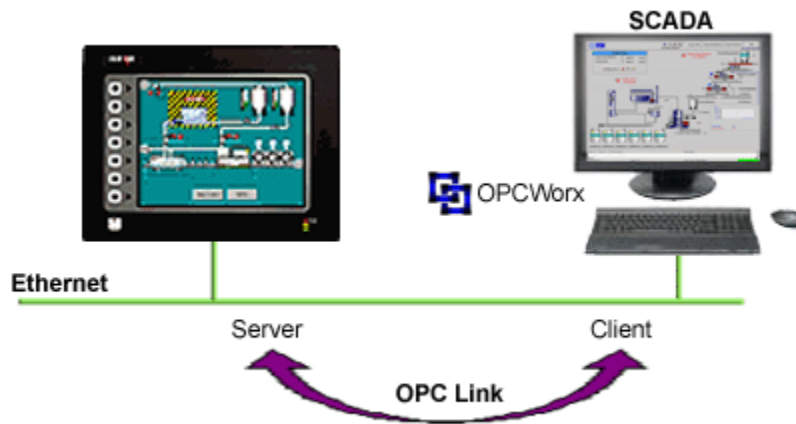 SCADA
OPCWorx
Ethernet
Server
Client
OPC Link